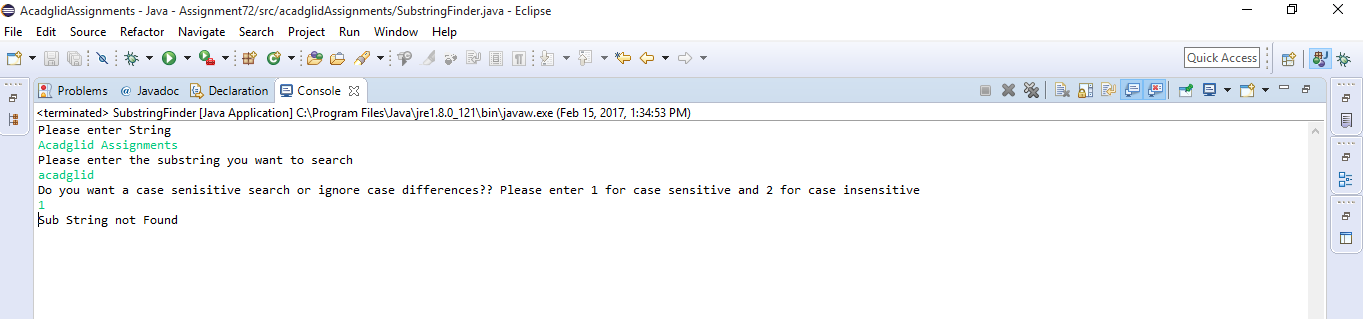 AcadglidAssignments - Java - Assignment72/src/acadglidAssignments/SubstringFinder.java - Eclipse
File Edit Source Refactor Navigate Search Project Run Window Help
Quick Access
Problems @ Javadoc Declaration Console
<terminated> SubstringFinder [Java Application] C:\Program Files\Java\jre1.8.0_121\bin\javaw.exe (Feb 15, 2017, 1:34:53 PM)
Please enter String
Acadglid Assignments
Please enter the substring you want to search
acadglid
Do you want a case senisitive search or ignore case differences?? Please enter 1 for case sensitive and 2 for case insensitive
1
Sub String not Found